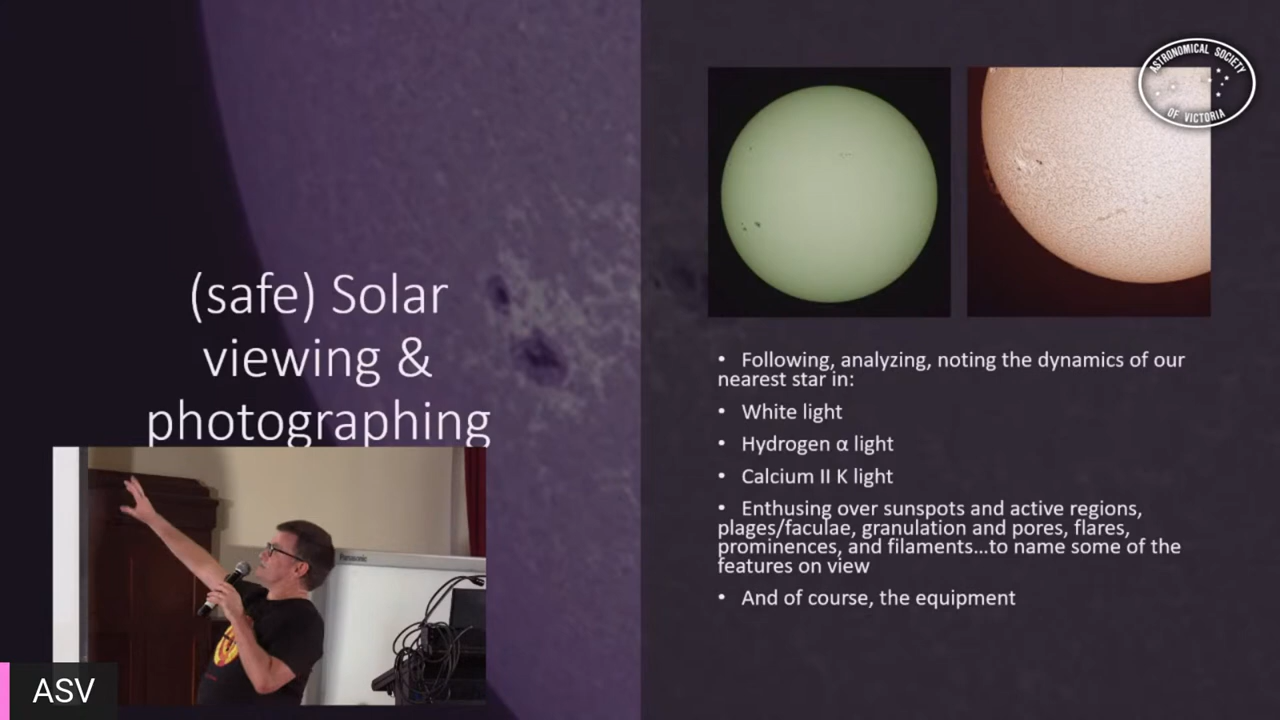 ASTRONOMICAL SOCIETY
OF VICTORIA
(safe) Solar
viewing &
photographing
• Following, analyzing, noting the dynamics of our
nearest star in:
• White light
• Hydrogen α light
• Calcium II K light
• Enthusing over sunspots and active regions,
plages/faculae, granulation and pores, flares,
prominences, and filaments...to name some of the
features on view
• And of course, the equipment
Panasonic
ASV